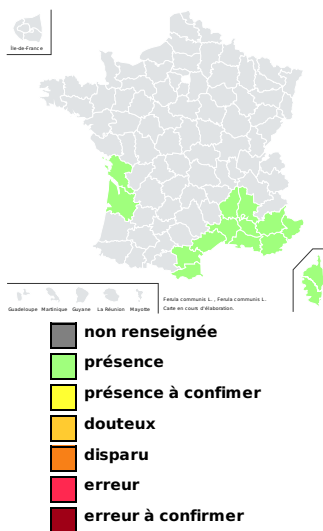 Île-de-France
Guadeloupe Martinique Guyane La Réunion Mayotte
Ferula communis L. , Ferula communis L.
Carte en cours d'élaboration.
non renseignée
présence
présence à confimer
douteux
disparu
erreur
erreur à confirmer